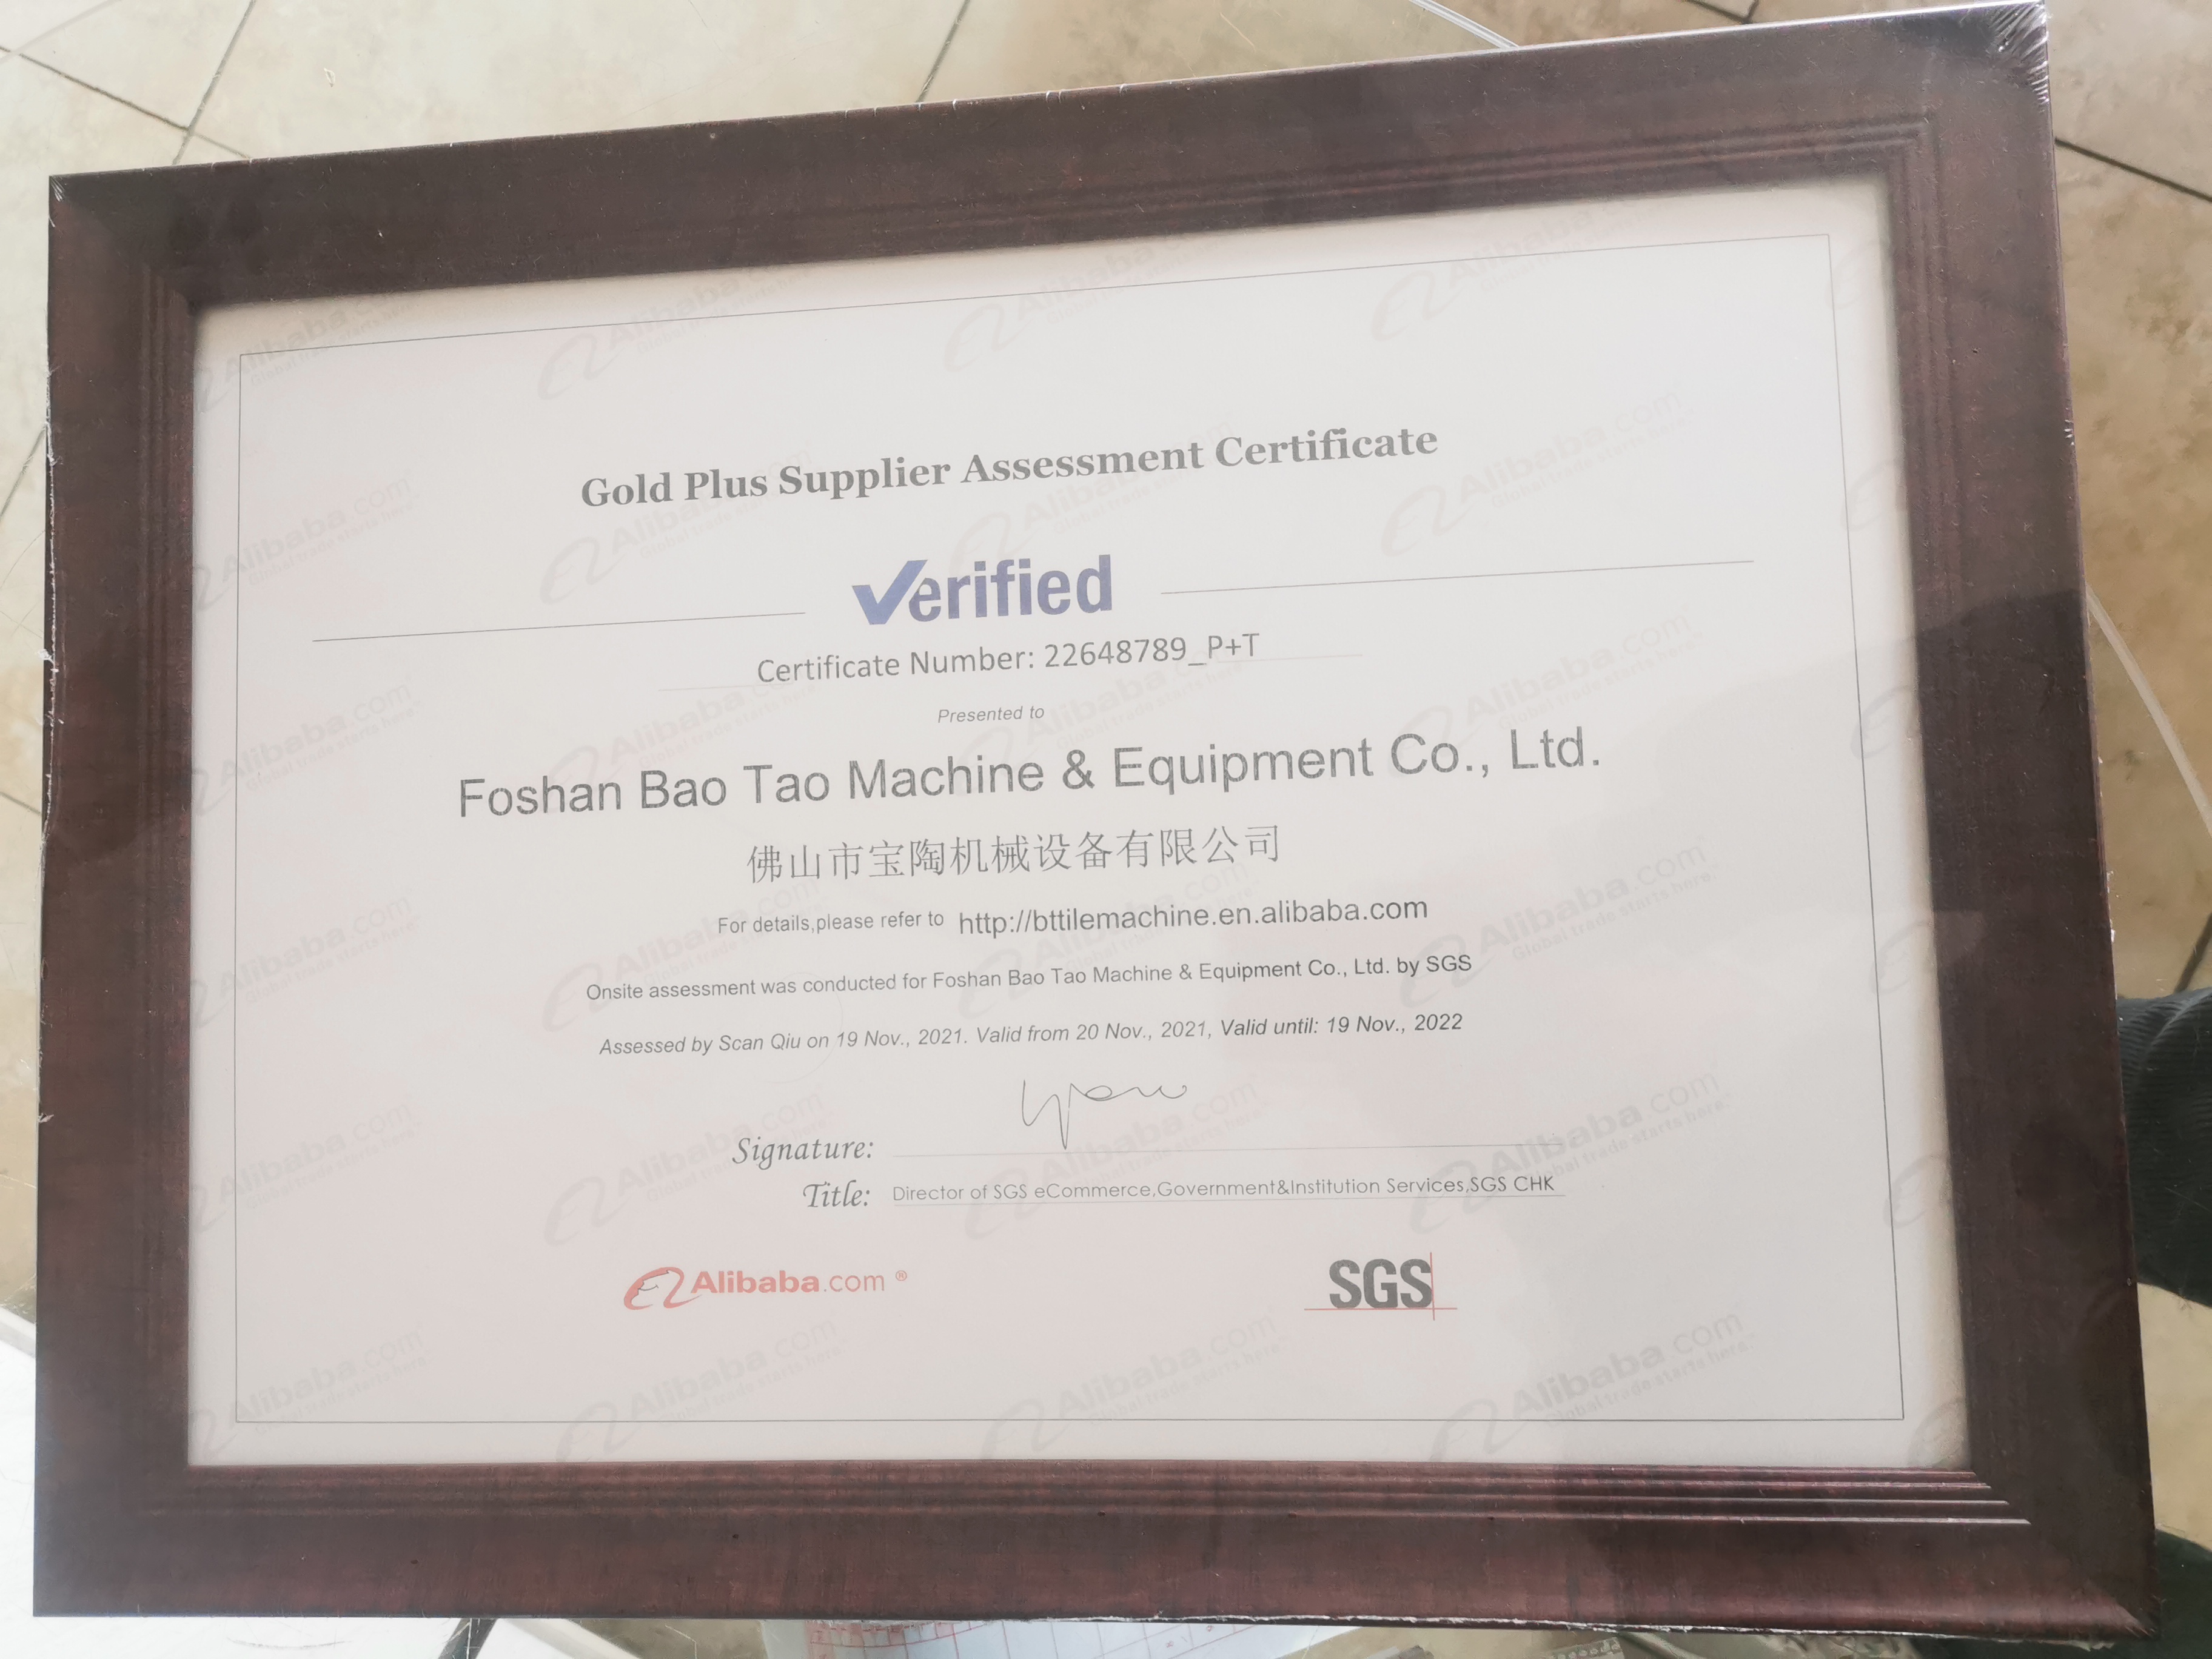 Gold Plus Supplier Assessment Certificate
Verified
Certificate Number: 22648789_P+T
Presented to
Foshan Bao Tao Machine & Equipment Co., Ltd.
佛山市宝陶机械设备有限公司
For details,please refer to http://bttilemachine.en.alibaba.com
Onsite assessment was conducted for Foshan Bao Tao Machine & Equipment Co., Ltd. by SGS
Assessed by Scan Qiu on 19 Nov., 2021. Valid from 20 Nov., 2021, Valid until: 19 Nov., 2022
Signature:
Title: Director of SGS eCommerce,Government&Institution Services,SGS CHK
Alibaba.com ®
SGS